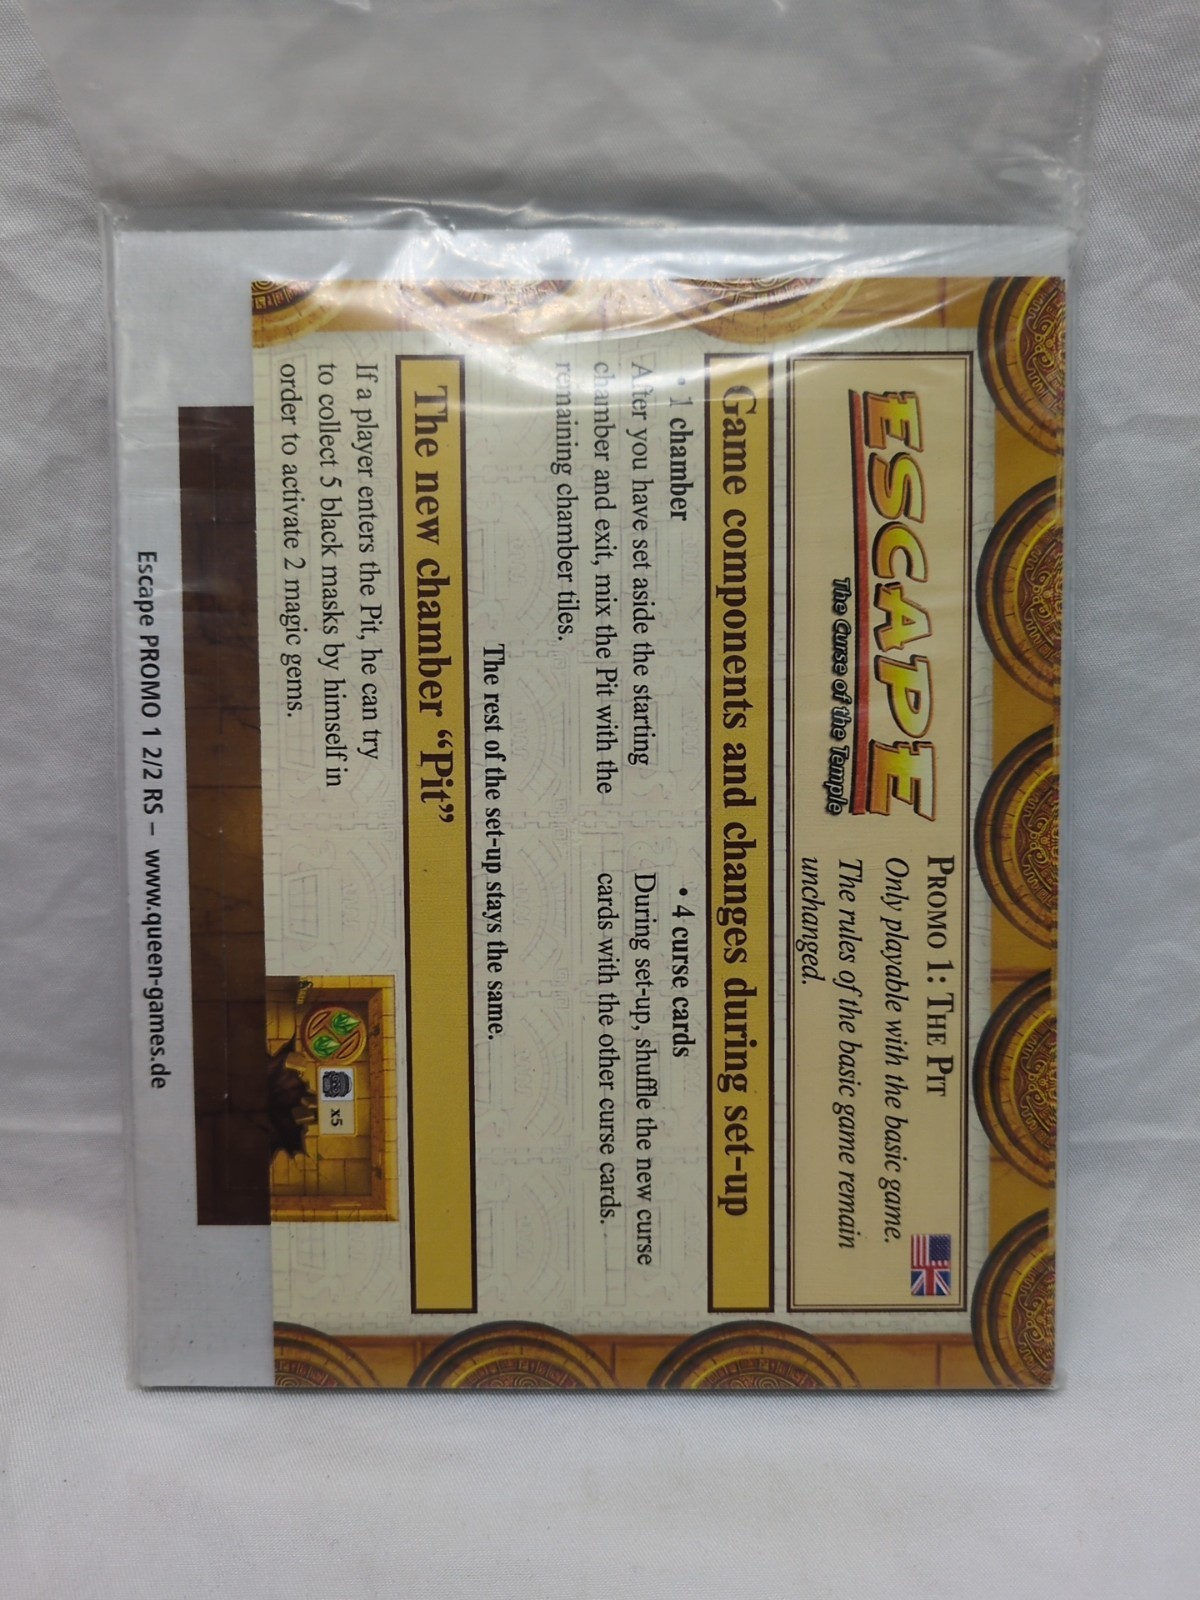 ESCAPE
The Curse of the Temple
PROMO 1: THE PIT
Only playable with the basic game.
The rules of the basic game remain
unchanged.
Game components and changes during set-up
• 1 chamber
After you have set aside the starting
chamber and exit, mix the Pit with the
remaining chamber tiles.
• 4 curse cards
During set-up, shuffle the new curse
cards with the other curse cards.
The rest of the set-up stays the same.
The new chamber “Pit”
If a player enters the Pit, he can try
to collect 5 black masks by himself in
order to activate 2 magic gems.
x5
Escape PROMO 1 2/2 RS – www.queen-games.de